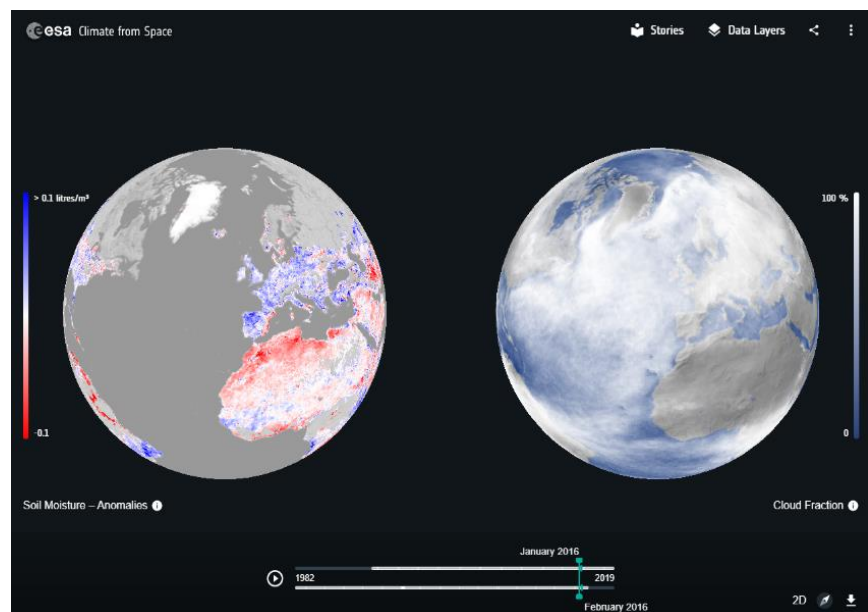 esa Climate from Space
Stories
Data Layers
> 0.1 litres/m³
-0.1
100 %
0
Soil Moisture – Anomalies
Cloud Fraction
January 2016
1982
2019
February 2016
2D